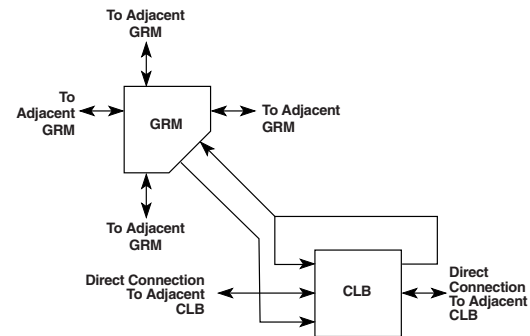 To Adjacent
GRM
To
Adjacent
GRM
GRM
To Adjacent
GRM
To Adjacent
GRM
Direct Connection
To Adjacent
CLB
CLB
Direct
Connection
To Adjacent
CLB